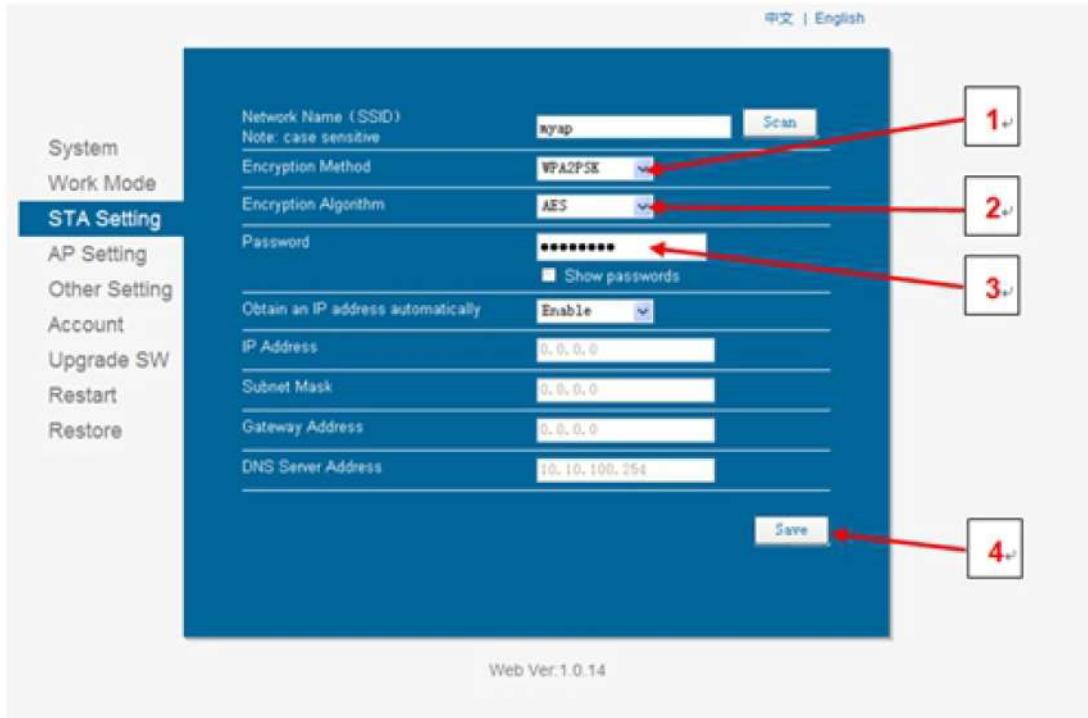 中文 | English
Network Name (SSID)
Note: case sensitive
myap
Scan
1
System
Work Mode
STA Setting
AP Setting
Other Setting
Account
Upgrade SW
Restart
Restore
Encryption Method
WPA2PSK
Encryption Algorithm
AES
2
Password
●●●●●●●●
Show passwords
3
Obtain an IP address automatically
Enable
IP Address
0.0.0.0
Subnet Mask
0.0.0.0
Gateway Address
0.0.0.0
DNS Server Address
10.10.100.254
Save
4
Web Ver:1.0.14